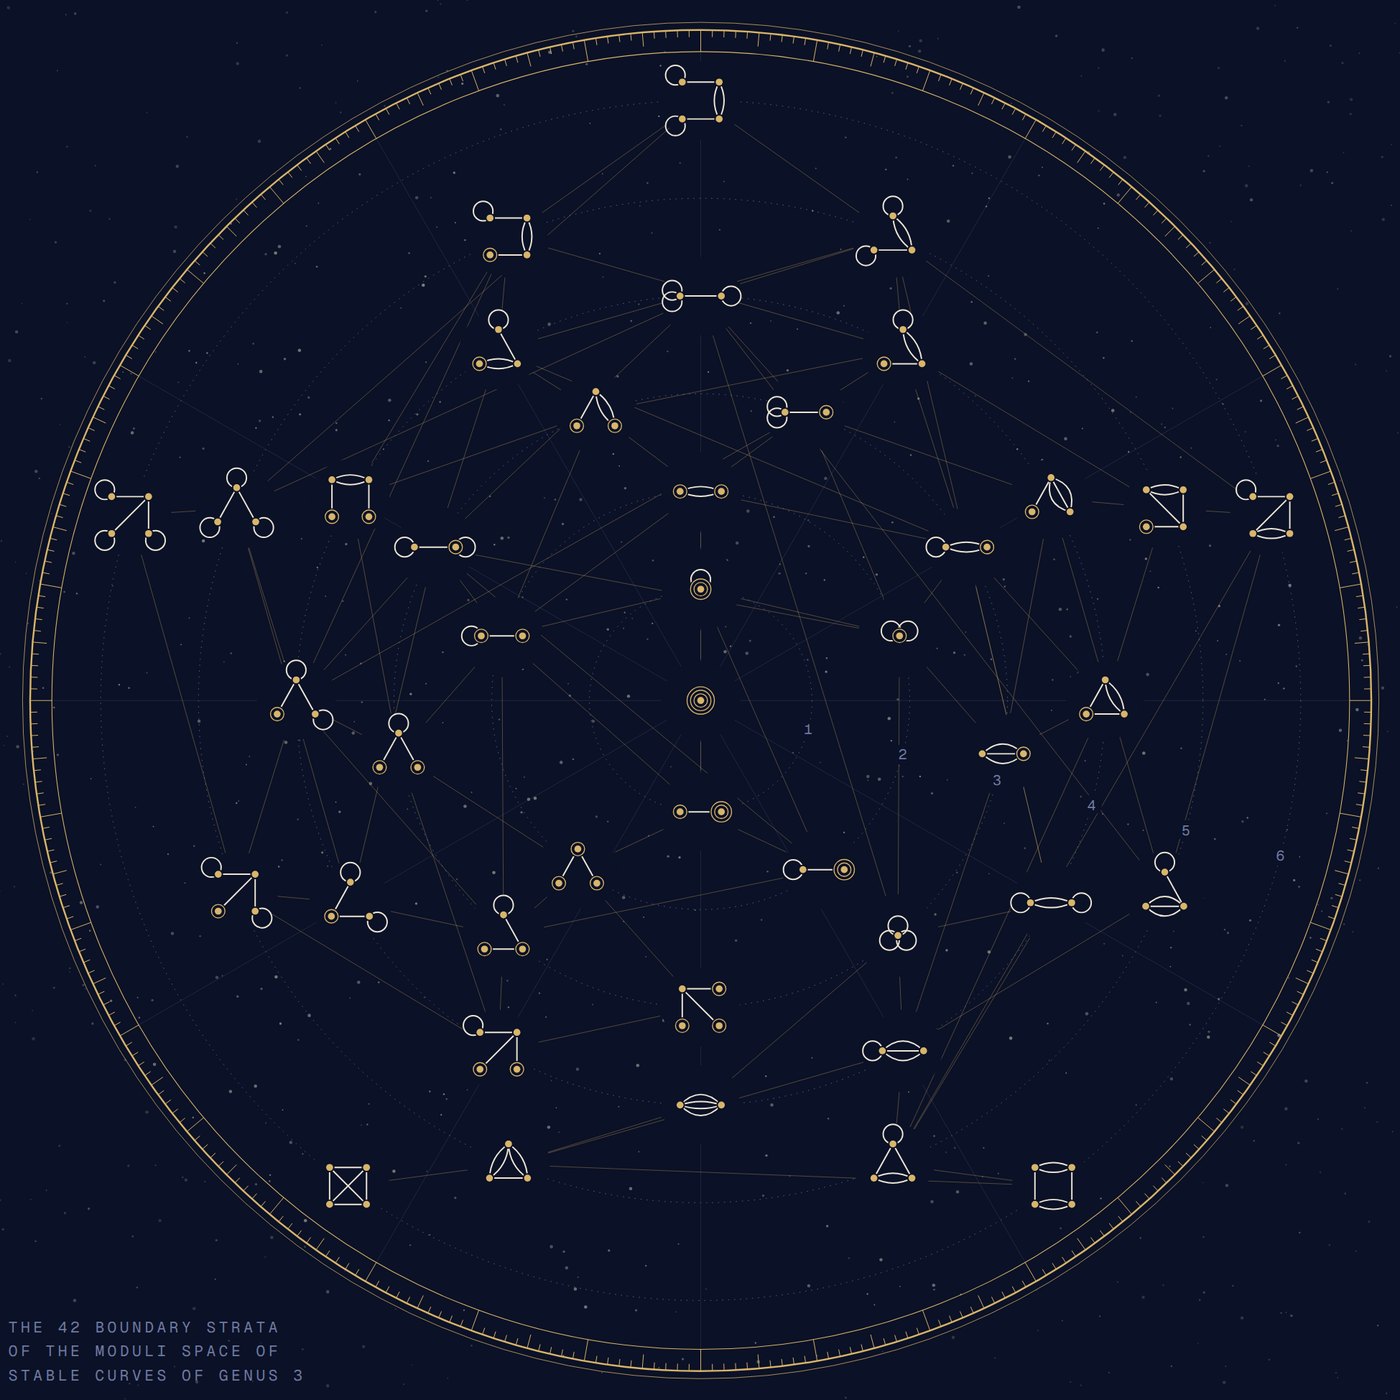 1
2
3
4
5
6
THE 42 BOUNDARY STRATA
OF THE MODULI SPACE OF
STABLE CURVES OF GENUS 3